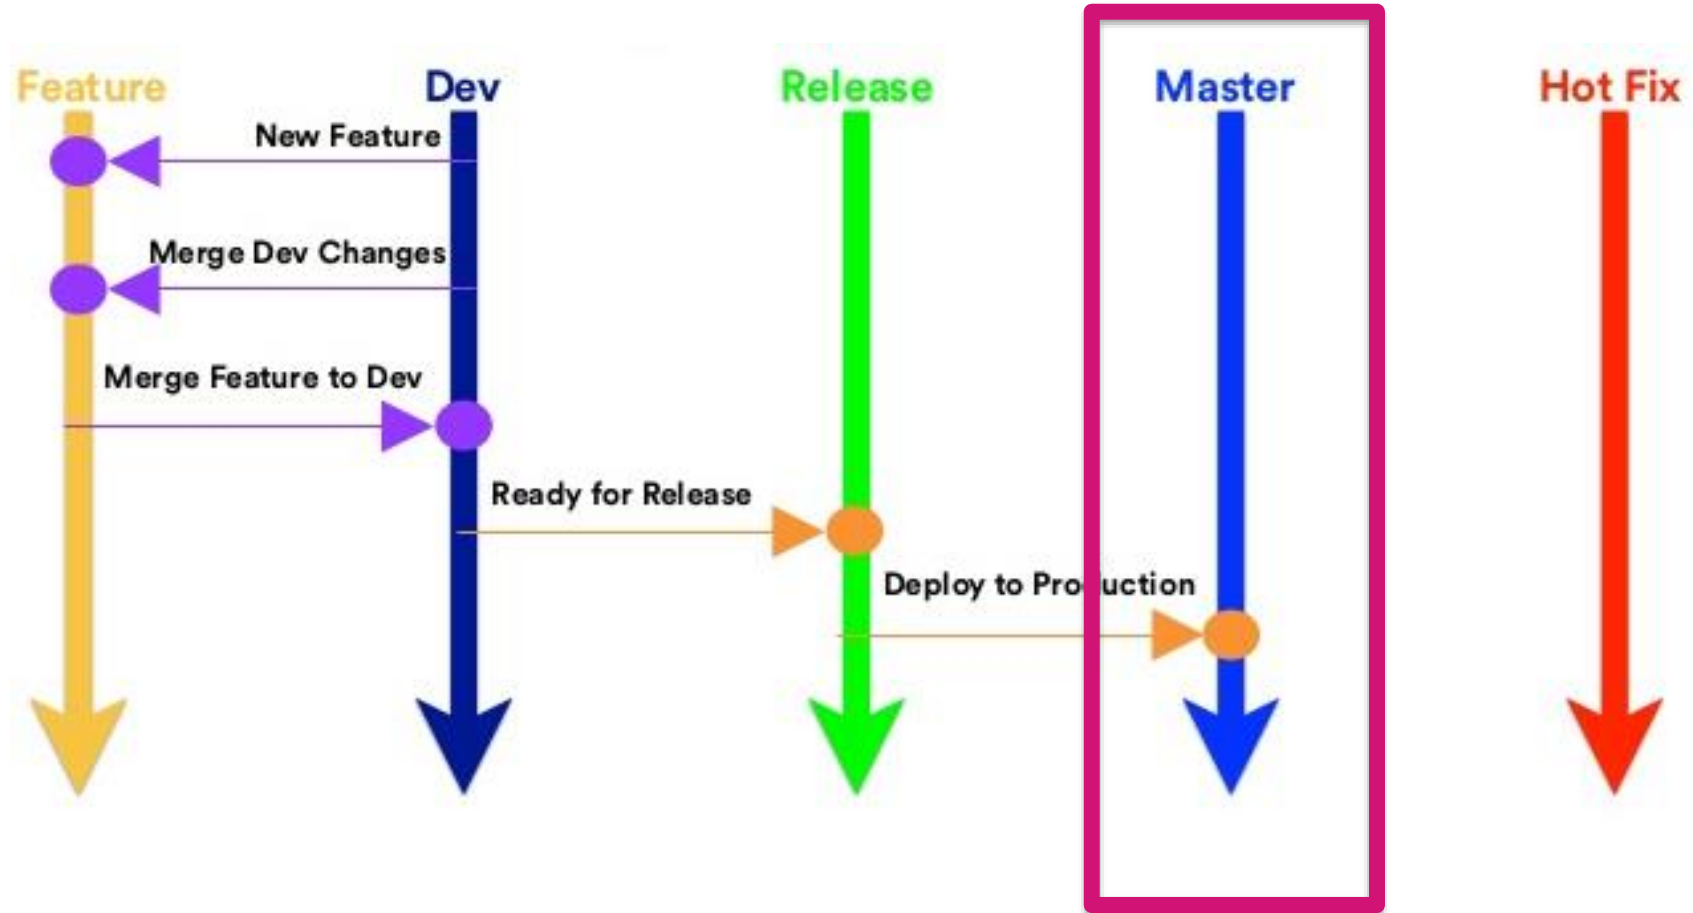 Feature
Dev
Release
Master
Hot Fix
New Feature
Merge Dev Changes
Merge Feature to Dev
Ready for Release
Deploy to Production